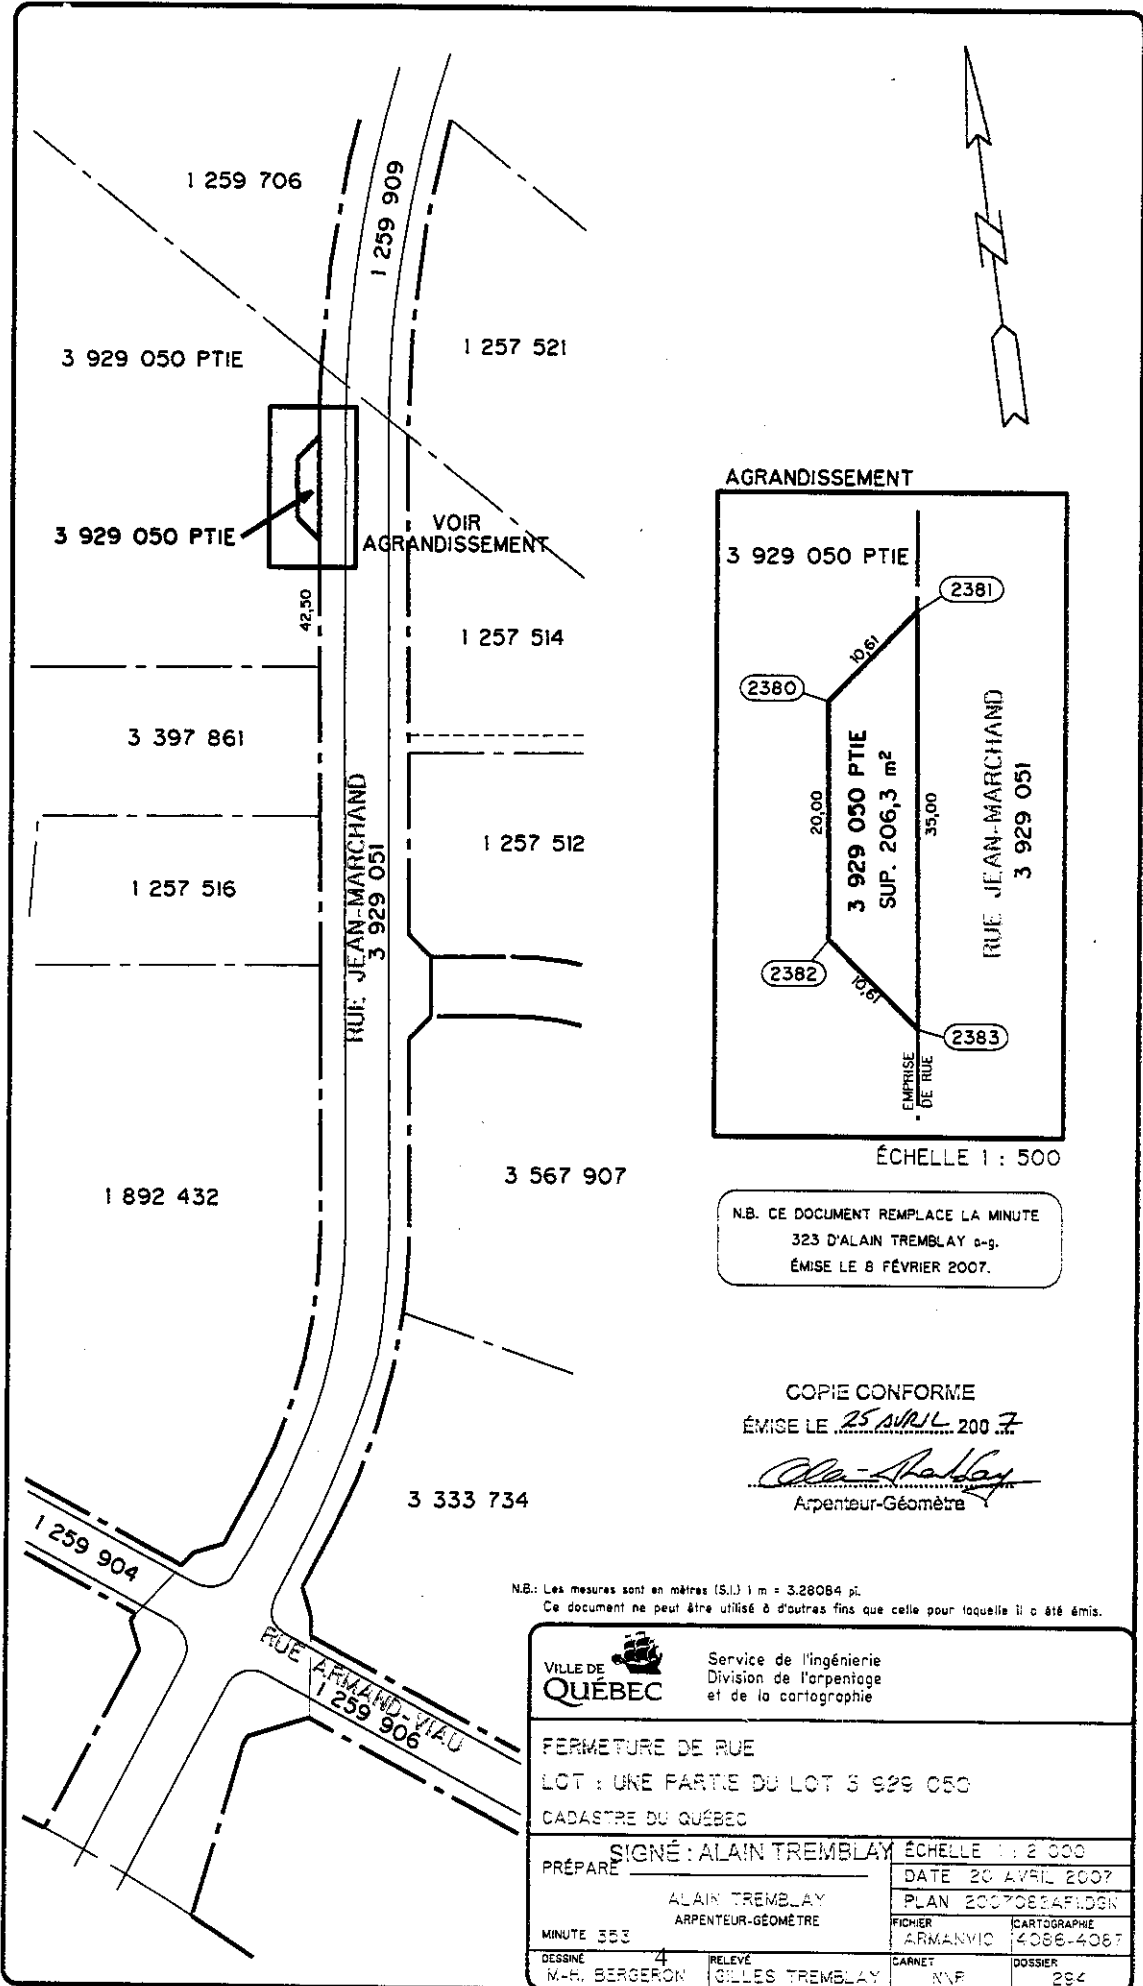 1 259 706
1 259 909
3 929 050 PTIE
1 257 521
3 929 050 PTIE
VOIR
AGRANDISSEMENT
42,50
1 257 514
3 397 861
1 257 516
1 257 512
RUE JEAN-MARCHAND
3 929 051
1 892 432
3 567 907
3 333 734
1 259 904
RUE ARMAND-VIAU
1 259 906
AGRANDISSEMENT
3 929 050 PTIE
2381
10,61
2380
20,00
3 929 050 PTIE
SUP. 206,3 m²
35,00
RUE JEAN-MARCHAND
3 929 051
2382
10,61
2383
EMPRISE
DE RUE
ÉCHELLE 1 : 500
N.B. CE DOCUMENT REMPLACE LA MINUTE
323 D'ALAIN TREMBLAY a-g.
ÉMISE LE 8 FÉVRIER 2007.
COPIE CONFORME
ÉMISE LE 25 AVRIL 2007
Arpenteur-Géomètre
N.B.: Les mesures sont en mètres (S.I.) 1 m = 3.28084 pi.
Ce document ne peut être utilisé à d'autres fins que celle pour laquelle il a été émis.
VILLE DE
QUÉBEC
Service de l'ingénierie
Division de l'arpentage
et de la cartographie
FERMETURE DE RUE
LOT : UNE PARTIE DU LOT 3 929 050
CADASTRE DU QUÉBEC
SIGNÉ : ALAIN TREMBLAY
PRÉPARÉ
ALAIN TREMBLAY
ARPENTEUR-GÉOMÈTRE
MINUTE 353
ÉCHELLE 1 : 2 000
DATE 20 AVRIL 2007
PLAN
FICHIER
CARTOGRAPHIE
4086-4087
DESSINÉ
M-H. BERGERON
4
RELEVÉ
GILLES TREMBLAY
CARNET
DOSSIER
294